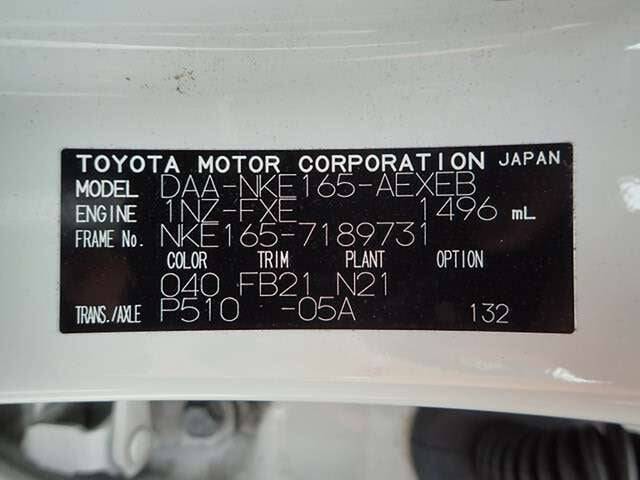 TOYOTA MOTOR CORPORATION JAPAN
MODEL DAA-NKE165-AEXEB
ENGINE 1NZ-FXE 1496 mL
FRAME No. NKE165-7189731
COLOR TRIM PLANT OPTION
040 FB21 N21
TRANS./AXLE P510 -05A 132